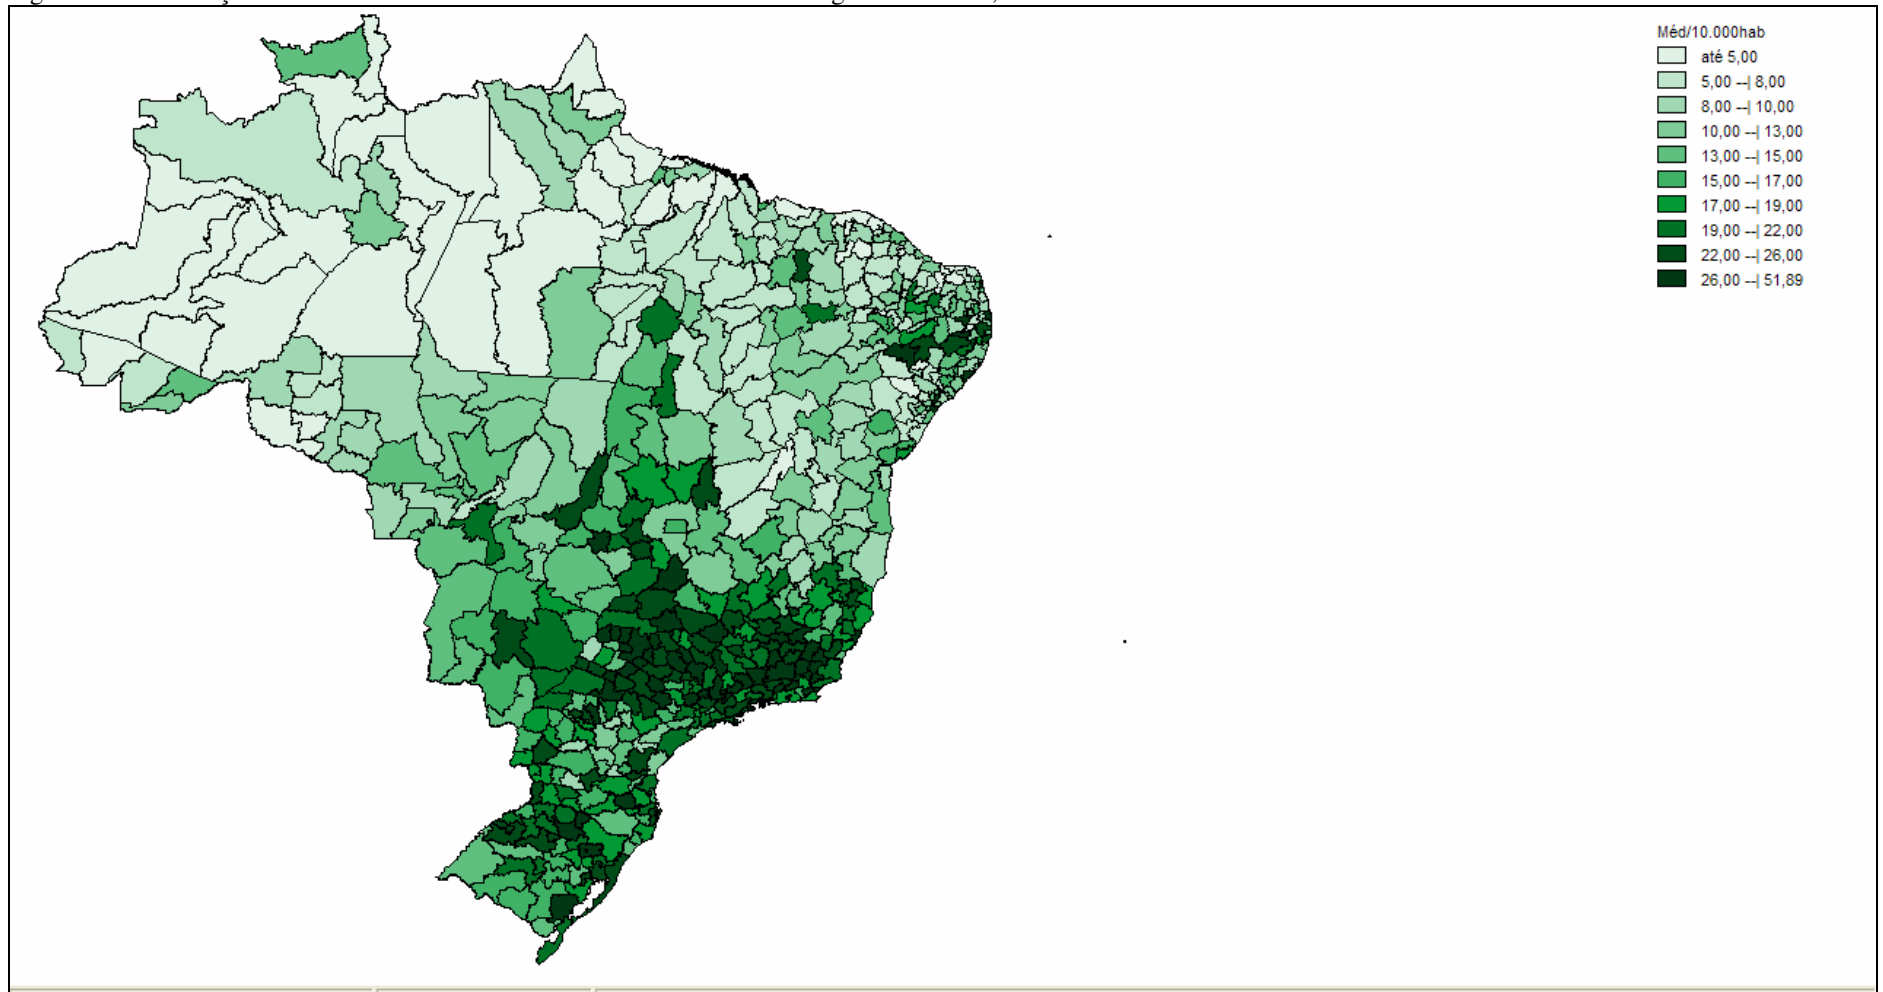 Méd/10.000hab
até 5,00
5,00 --| 8,00
8,00 --| 10,00
10,00 --| 13,00
13,00 --| 15,00
15,00 --| 17,00
17,00 --| 19,00
19,00 --| 22,00
22,00 --| 26,00
26,00 --| 51,89